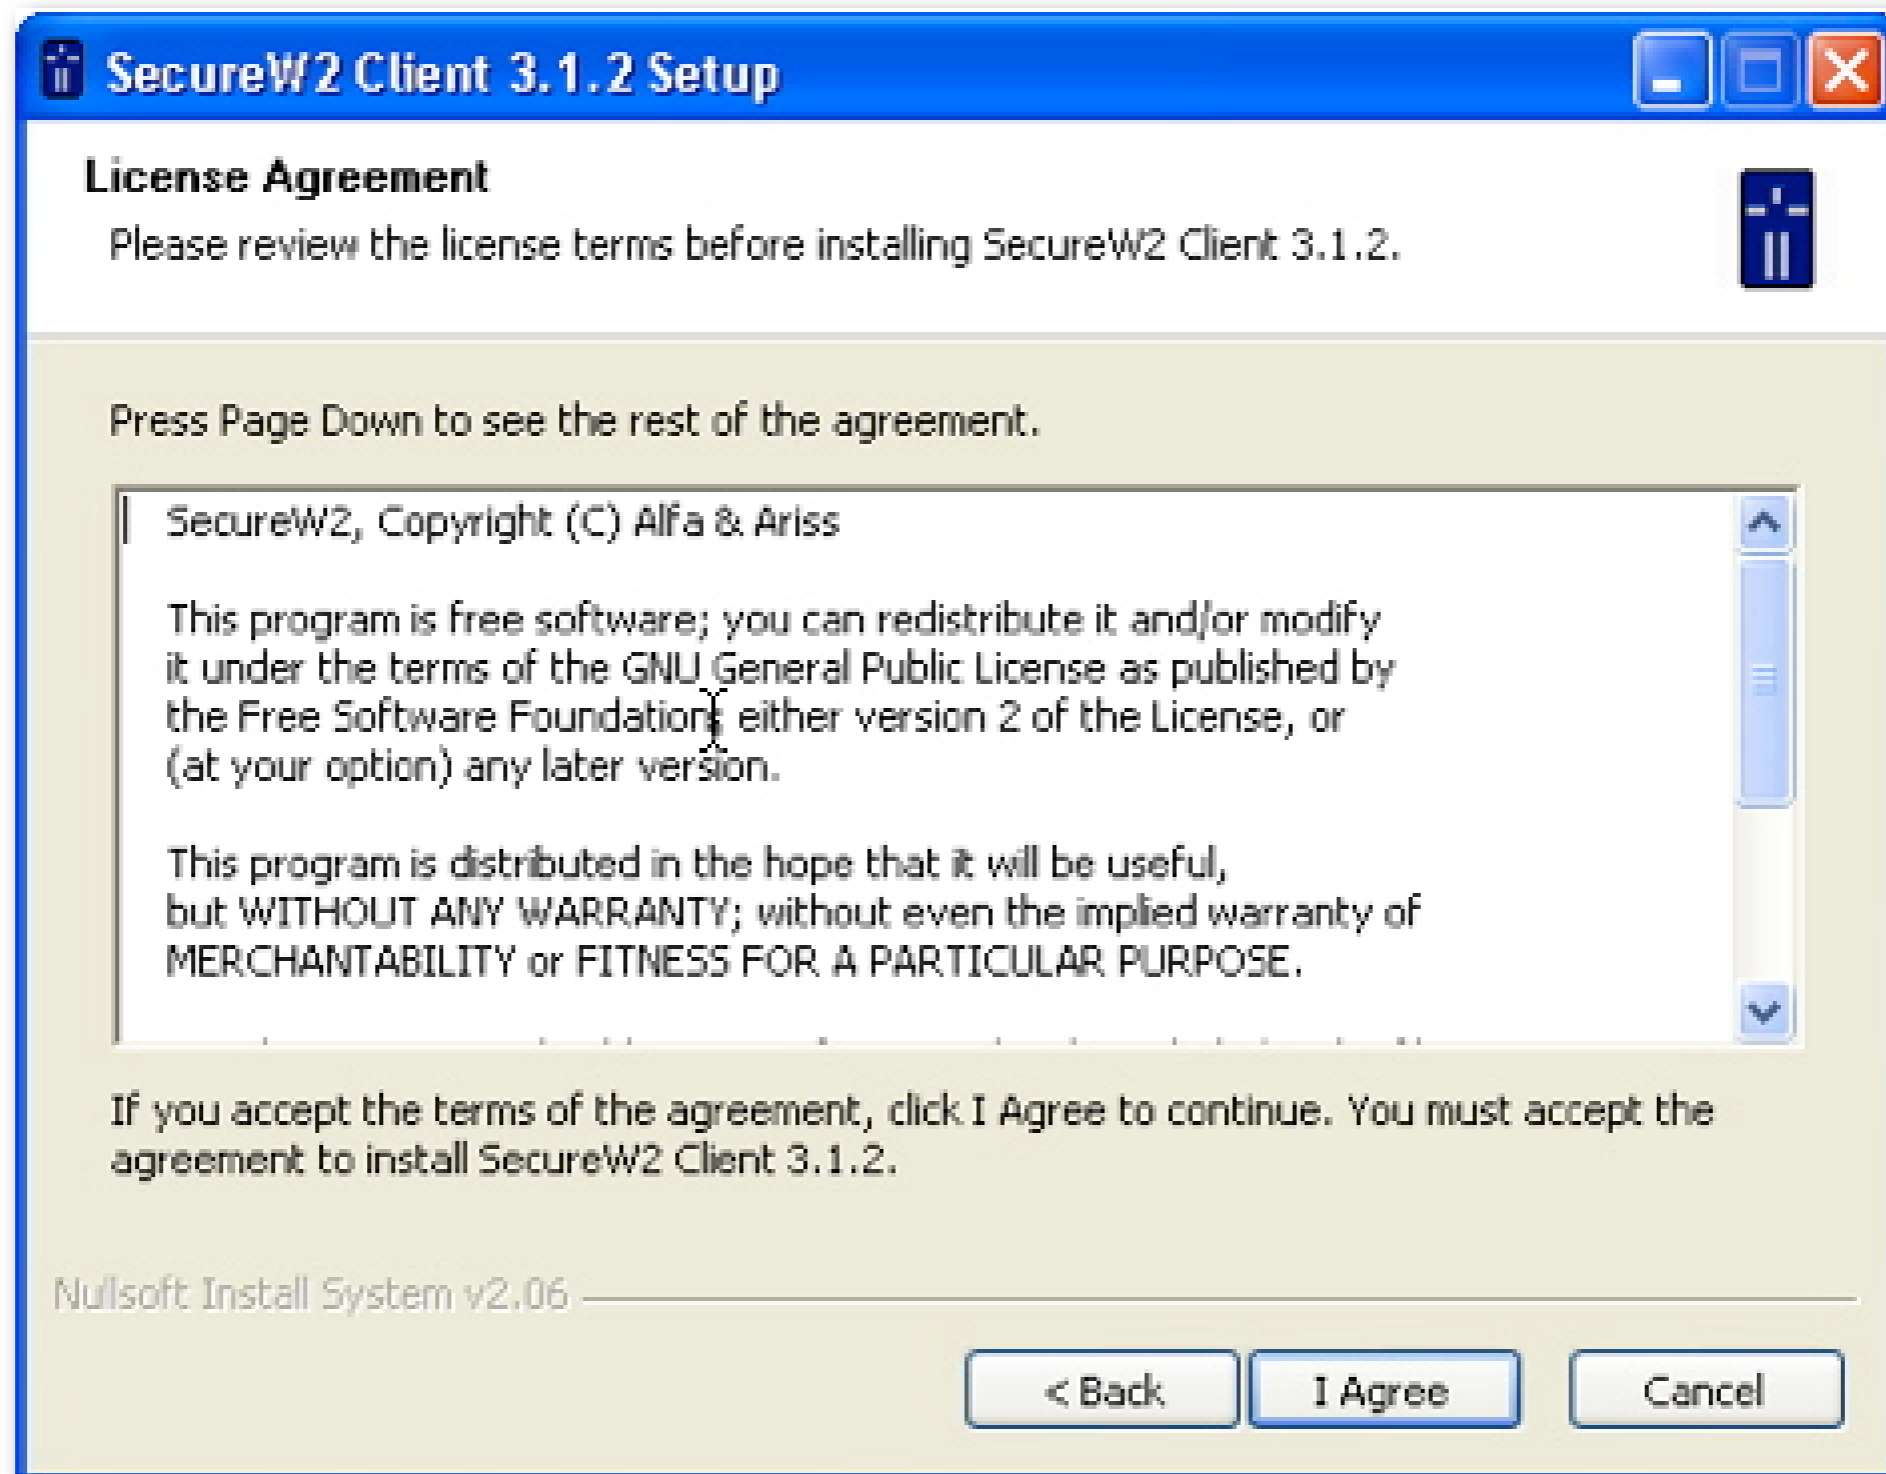 SecureW2 Client 3.1.2 Setup
License Agreement
Please review the license terms before installing SecureW2 Client 3.1.2.
Press Page Down to see the rest of the agreement.
SecureW2, Copyright (C) Alfa & Ariss
This program is free software; you can redistribute it and/or modify
it under the terms of the GNU General Public License as published by
the Free Software Foundation; either version 2 of the License, or
(at your option) any later version.
This program is distributed in the hope that it will be useful,
but WITHOUT ANY WARRANTY; without even the implied warranty of
MERCHANTABILITY or FITNESS FOR A PARTICULAR PURPOSE.
If you accept the terms of the agreement, click I Agree to continue. You must accept the
agreement to install SecureW2 Client 3.1.2.
Nullsoft Install System v2.06
< Back I Agree Cancel